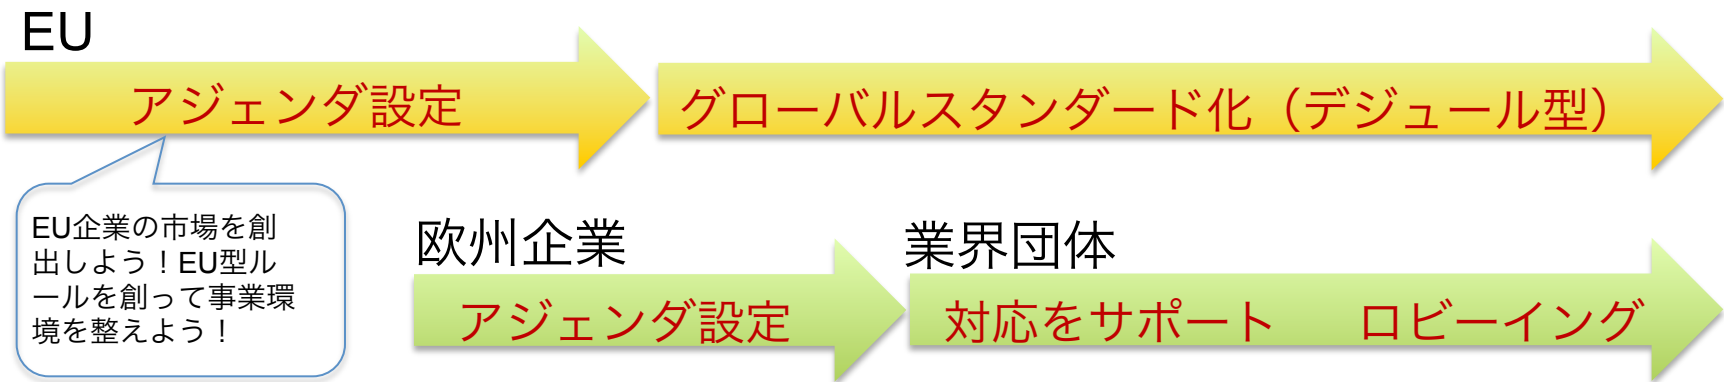 EU
アジェンダ設定
グローバルスタンダード化（デジュール型）
EU企業の市場を創
出しよう！EU型ル
ールを創って事業環
境を整えよう！
欧州企業
業界団体
アジェンダ設定
対応をサポート　ロビーイング